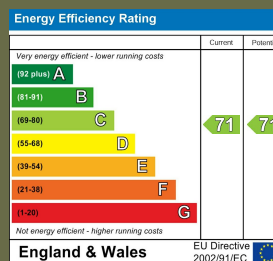 Energy Efficiency Rating
Current
Very energy efficient - lower running costs
(92 plus) A
(81-91) B
(69-80) C
71
(55-68) D
(39-54) E
(21-38) F
(1-20) G
Not energy efficient - higher running costs
England & Wales
EU Directive
2002/91/EC